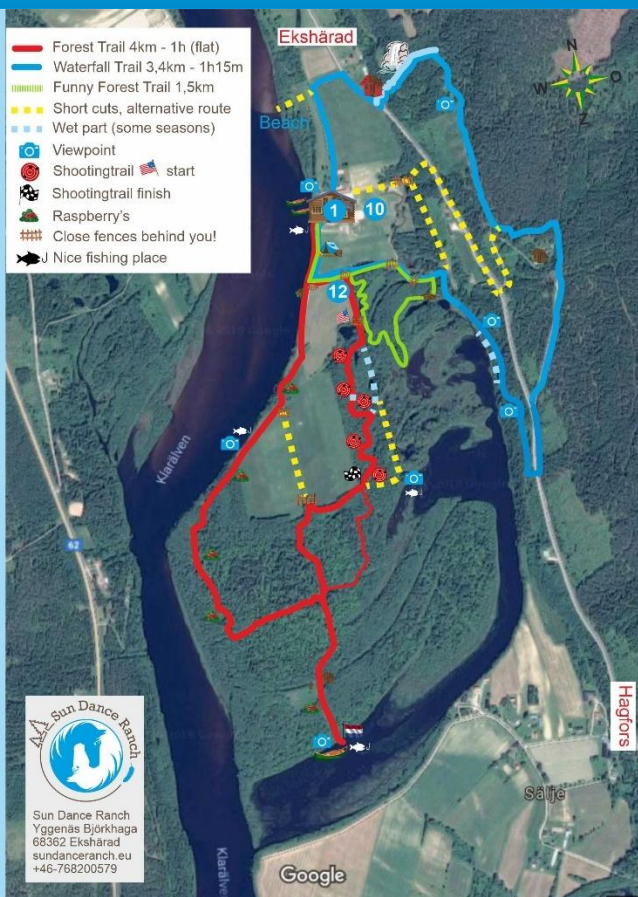 Forest Trail 4km - 1h (flat)
Waterfall Trail 3,4km - 1h15m
Funny Forest Trail 1,5km
Short cuts, alternative route
Wet part (some seasons)
Viewpoint
Shootingtrail start
Shootingtrail finish
Raspberry's
Close fences behind you!
Nice fishing place
Ekshärad
N
W O
Z
Beach
1
10
12
Klarälven
62
Hagfors
Sälje
Klarälven
Google
Sun Dance Ranch
Sun Dance Ranch
Yggenäs Björkhaga
68362 Ekshärad
sundanceranch.eu
+46-768200579